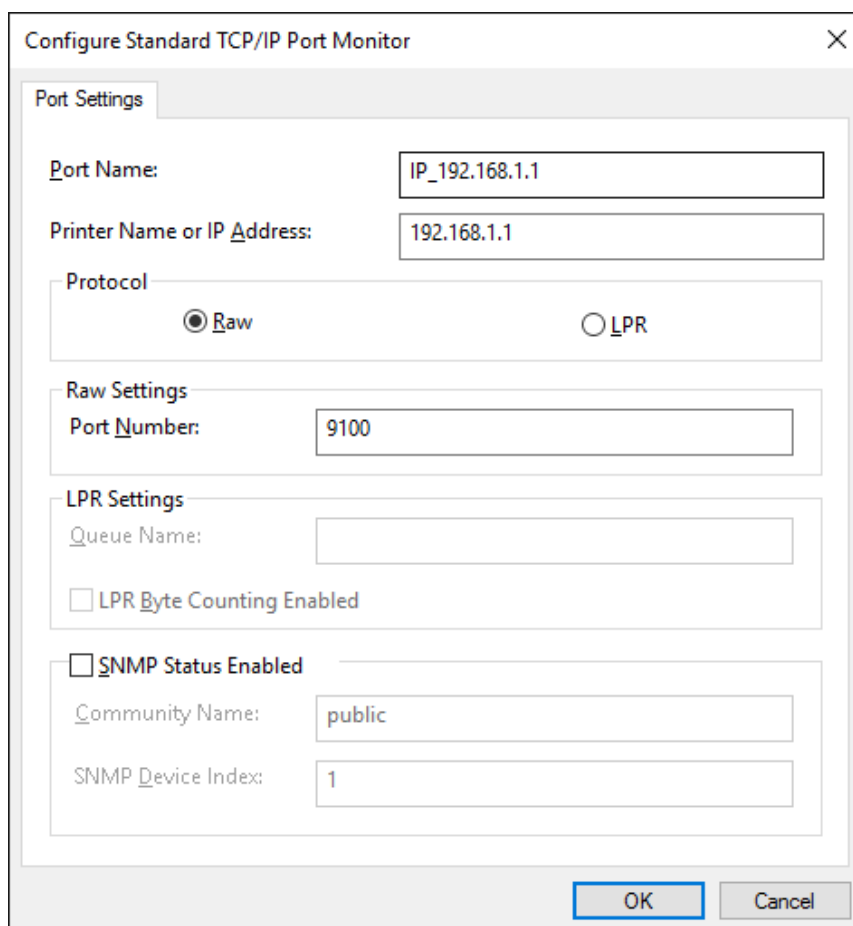 Configure Standard TCP/IP Port Monitor
Port Settings
Port Name: IP_192.168.1.1
Printer Name or IP Address: 192.168.1.1
Protocol
Raw LPR
Raw Settings
Port Number: 9100
LPR Settings
Queue Name:
LPR Byte Counting Enabled
SNMP Status Enabled
Community Name: public
SNMP Device Index: 1
OK Cancel